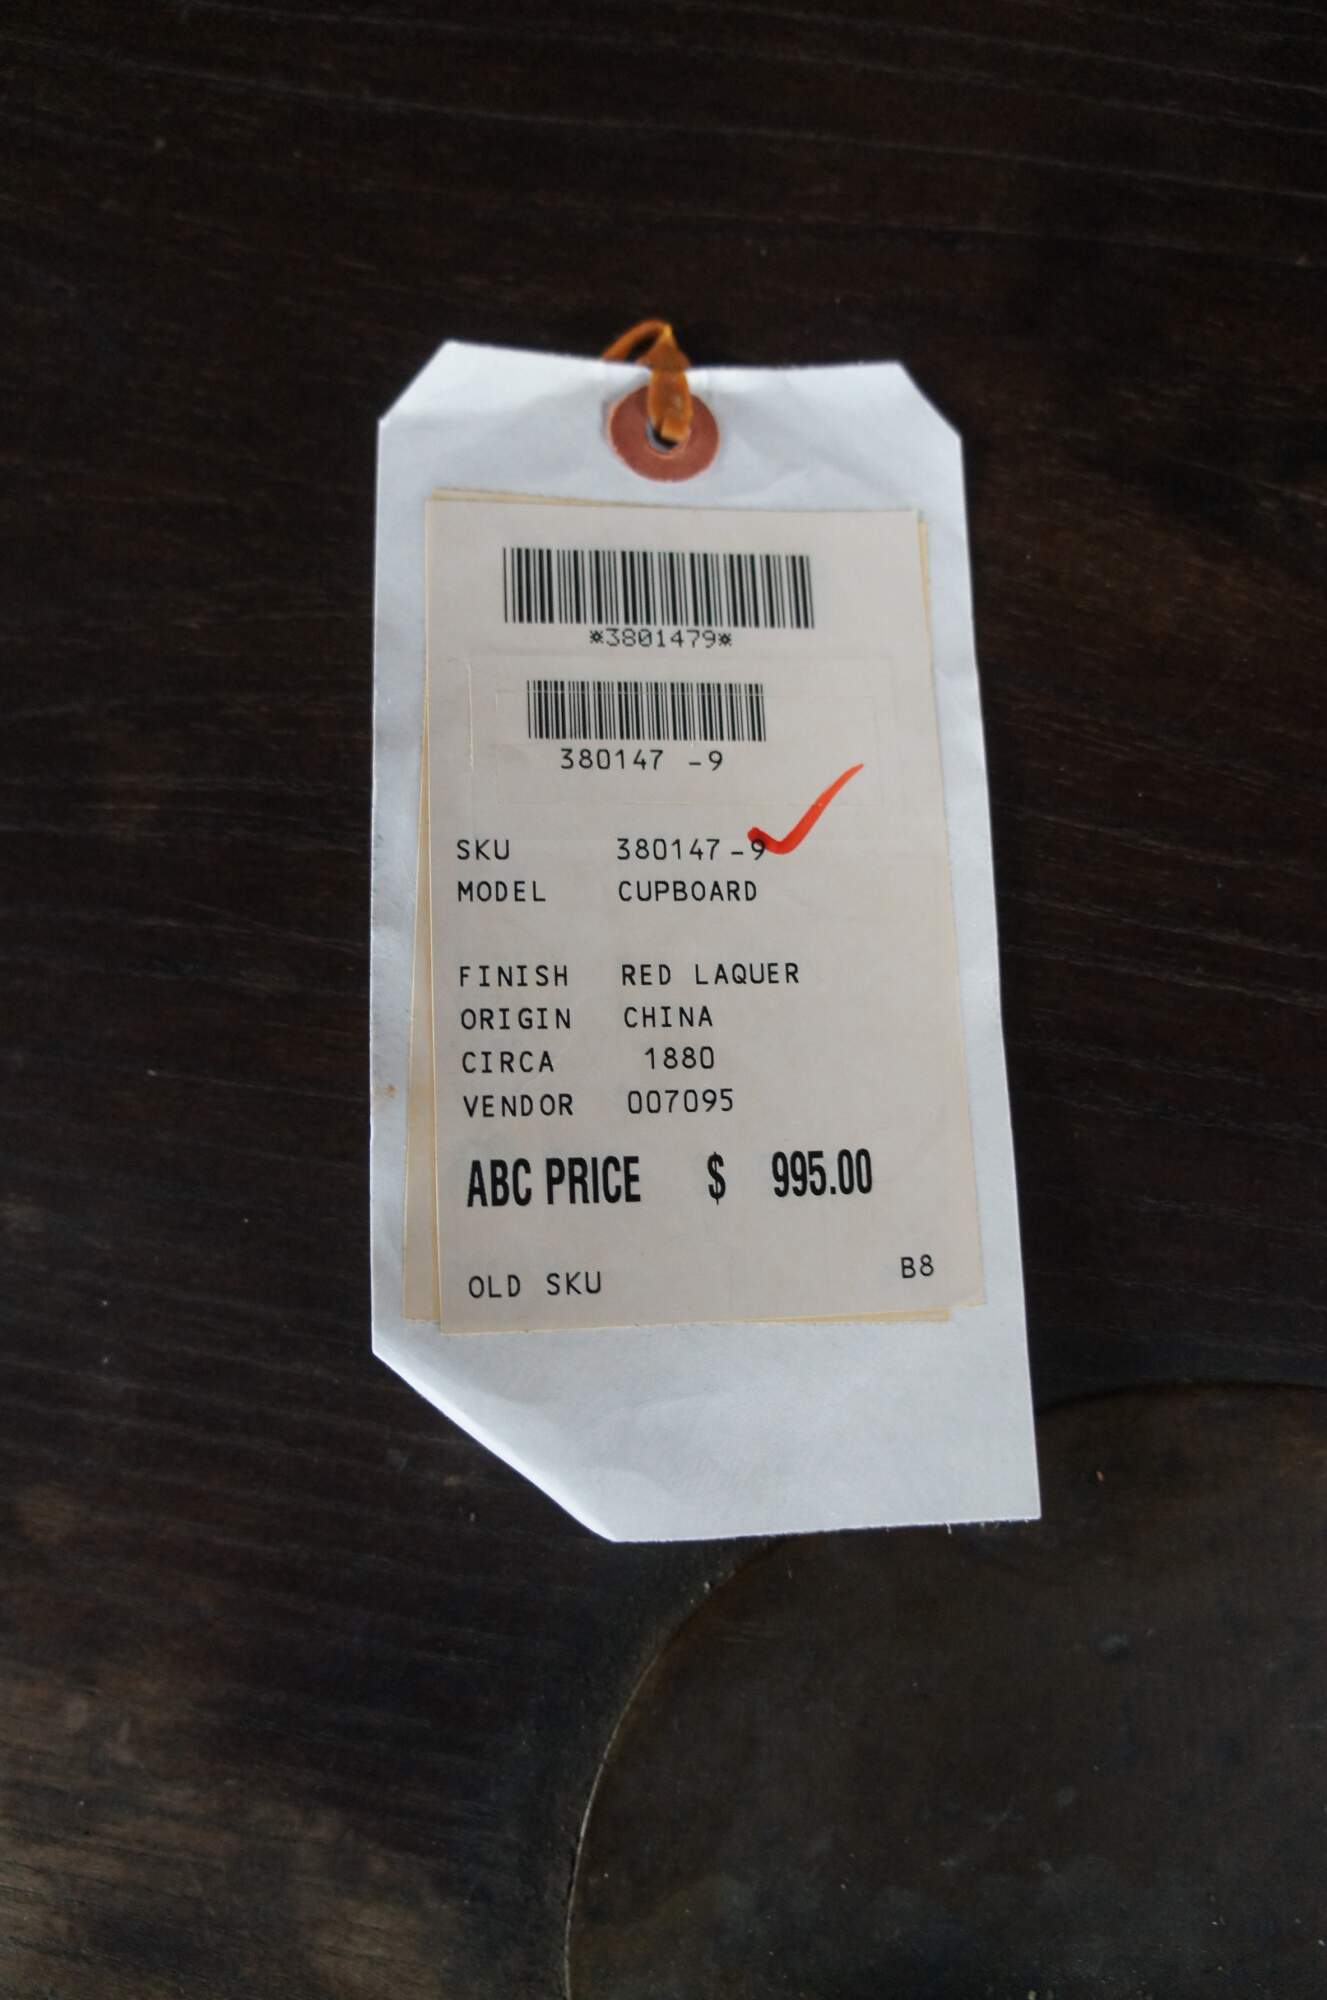 *3801479*
380147 -9
SKU 380147-9
MODEL CUPBOARD
FINISH RED LAQUER
ORIGIN CHINA
CIRCA 1880
VENDOR 007095
ABC PRICE $ 995.00
OLD SKU B8